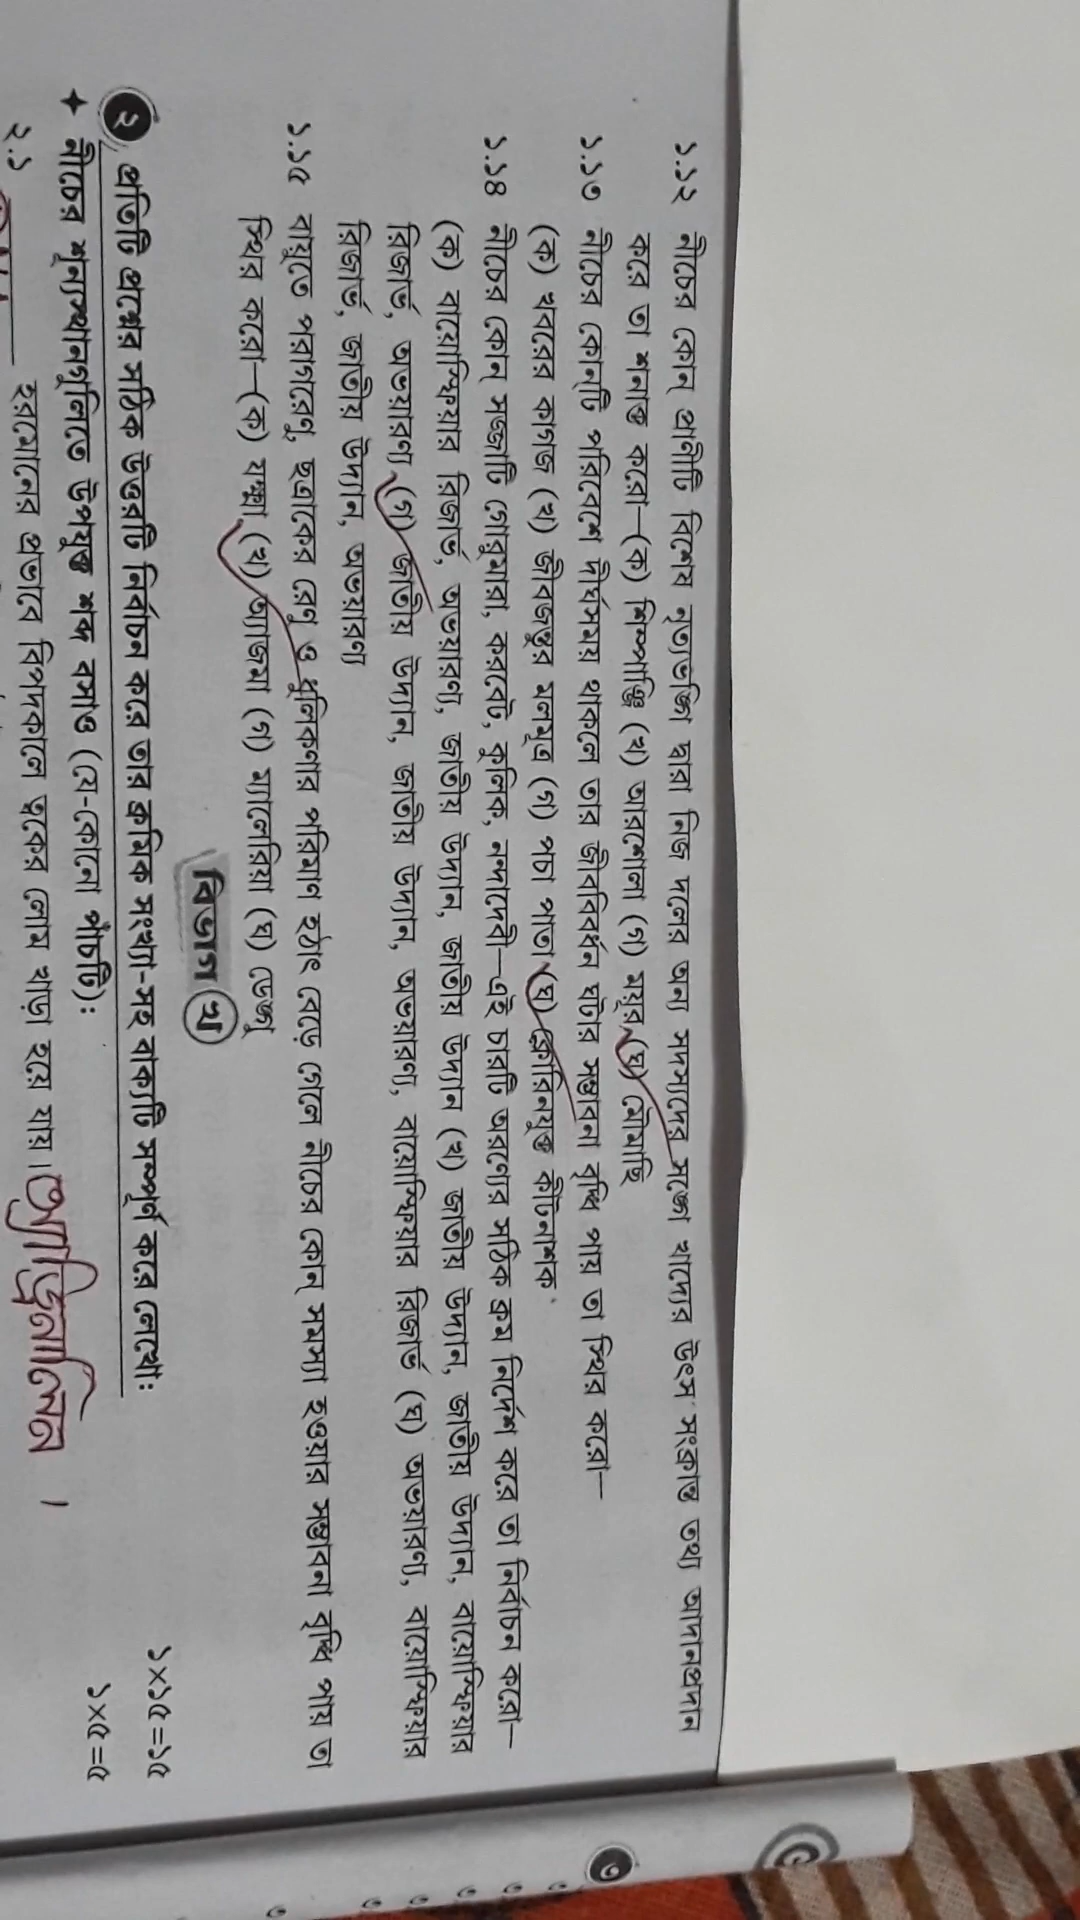 ১.১২ নীচের কোন্ প্রাণীটি বিশেষ নৃত্যভঙ্গি দ্বারা নিজ দলের অন্য সদস্যদের সঙ্গে খাদ্যের উৎস সংক্রান্ত তথ্য আদানপ্রদান
করে তা শনাক্ত করো—(ক) শিম্পাঞ্জি (খ) আরশোলা (গ) ময়ূর (ঘ) মৌমাছি
১.১৩ নীচের কোন্‌টি পরিবেশে দীর্ঘসময় থাকলে তার জীববিবর্ধন ঘটার সম্ভাবনা বৃদ্ধি পায় তা স্থির করো—
(ক) খবরের কাগজ (খ) জীবজন্তুর মলমূত্র (গ) পচা পাতা (ঘ) ক্লোরিনযুক্ত কীটনাশক
১.১৪ নীচের কোন্ সজ্জাটি গোরুমারা, করবেট, কুলিক, নন্দাদেবী—এই চারটি অরণ্যের সঠিক ক্রম নির্দেশ করে তা নির্বাচন করো—
(ক) বায়োস্ফিয়ার রিজার্ভ, অভয়ারণ্য, জাতীয় উদ্যান, জাতীয় উদ্যান (খ) জাতীয় উদ্যান, জাতীয় উদ্যান, বায়োস্ফিয়ার
রিজার্ভ, অভয়ারণ্য (গ) জাতীয় উদ্যান, জাতীয় উদ্যান, অভয়ারণ্য, বায়োস্ফিয়ার রিজার্ভ (ঘ) অভয়ারণ্য, বায়োস্ফিয়ার
রিজার্ভ, জাতীয় উদ্যান, অভয়ারণ্য
১.১৫ বায়ুতে পরাগরেণু, ছত্রাকের রেণু ও ধূলিকণার পরিমাণ হঠাৎ বেড়ে গেলে নীচের কোন্ সমস্যা হওয়ার সম্ভাবনা বৃদ্ধি পায় তা
স্থির করো—(ক) যক্ষ্মা (খ) অ্যাজমা (গ) ম্যালেরিয়া (ঘ) ডেঙ্গু
বিভাগ খ
২ প্রতিটি প্রশ্নের সঠিক উত্তরটি নির্বাচন করে তার ক্রমিক সংখ্যা-সহ বাক্যটি সম্পূর্ণ করে লেখো: ১×১৫=১৫
✦ নীচের শূন্যস্থানগুলিতে উপযুক্ত শব্দ বসাও (যে-কোনো পাঁচটি): ১×৫=৫
২.১ হরমোনের প্রভাবে বিপদকালে ত্বকের লোম খাড়া হয়ে যায়। অ্যাড্রিনালিন।
৩